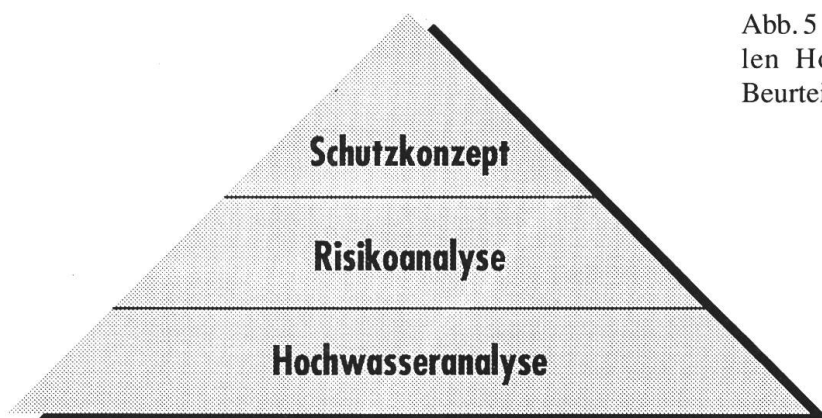 Abb. 5
len Ho
Beurtei
Schutzkonzept
Risikoanalyse
Hochwasseranalyse